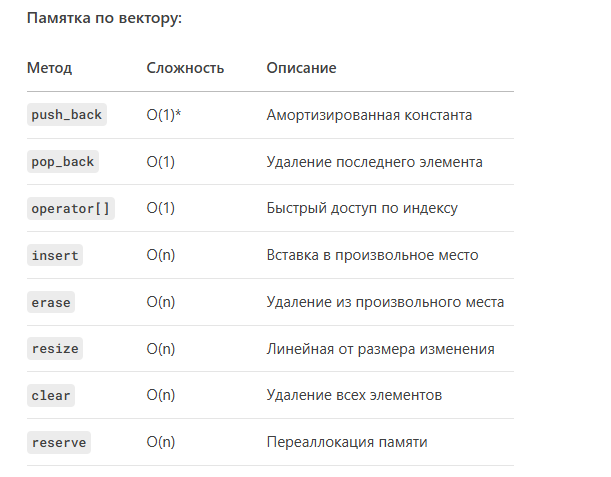 Памятка по вектору:
Метод Сложность Описание
push_back O(1)* Амортизированная константа
pop_back O(1) Удаление последнего элемента
operator[] O(1) Быстрый доступ по индексу
insert O(n) Вставка в произвольное место
erase O(n) Удаление из произвольного места
resize O(n) Линейная от размера изменения
clear O(n) Удаление всех элементов
reserve O(n) Переаллокация памяти